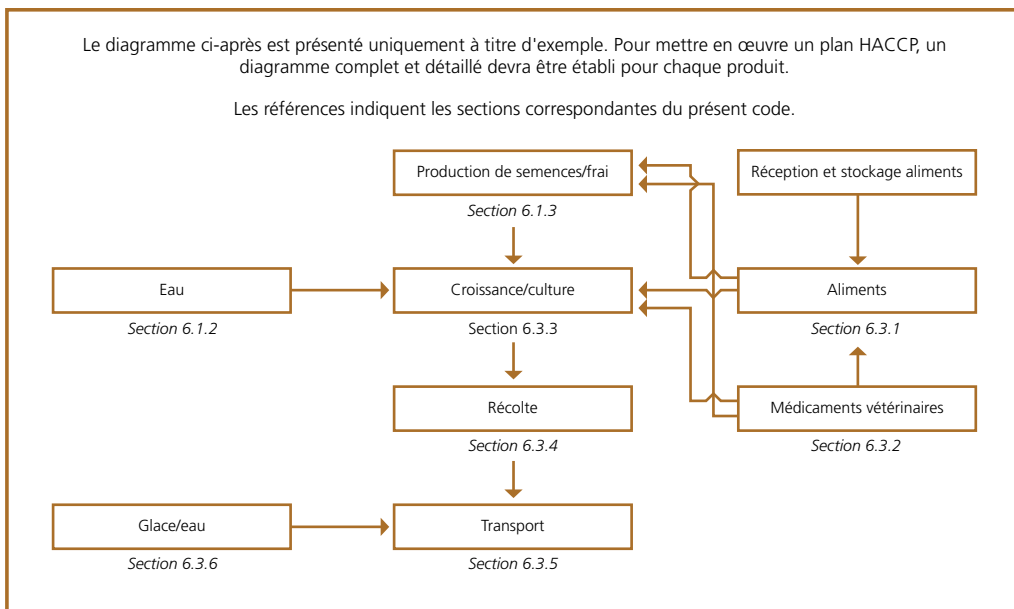 Le diagramme ci-après est présenté uniquement à titre d'exemple. Pour mettre en œuvre un plan HACCP, un
diagramme complet et détaillé devra être établi pour chaque produit.
Les références indiquent les sections correspondantes du présent code.
Production de semences/frai
Section 6.1.3
Réception et stockage aliments
Eau
Section 6.1.2
Croissance/culture
Section 6.3.3
Aliments
Section 6.3.1
Récolte
Section 6.3.4
Médicaments vétérinaires
Section 6.3.2
Glace/eau
Section 6.3.6
Transport
Section 6.3.5